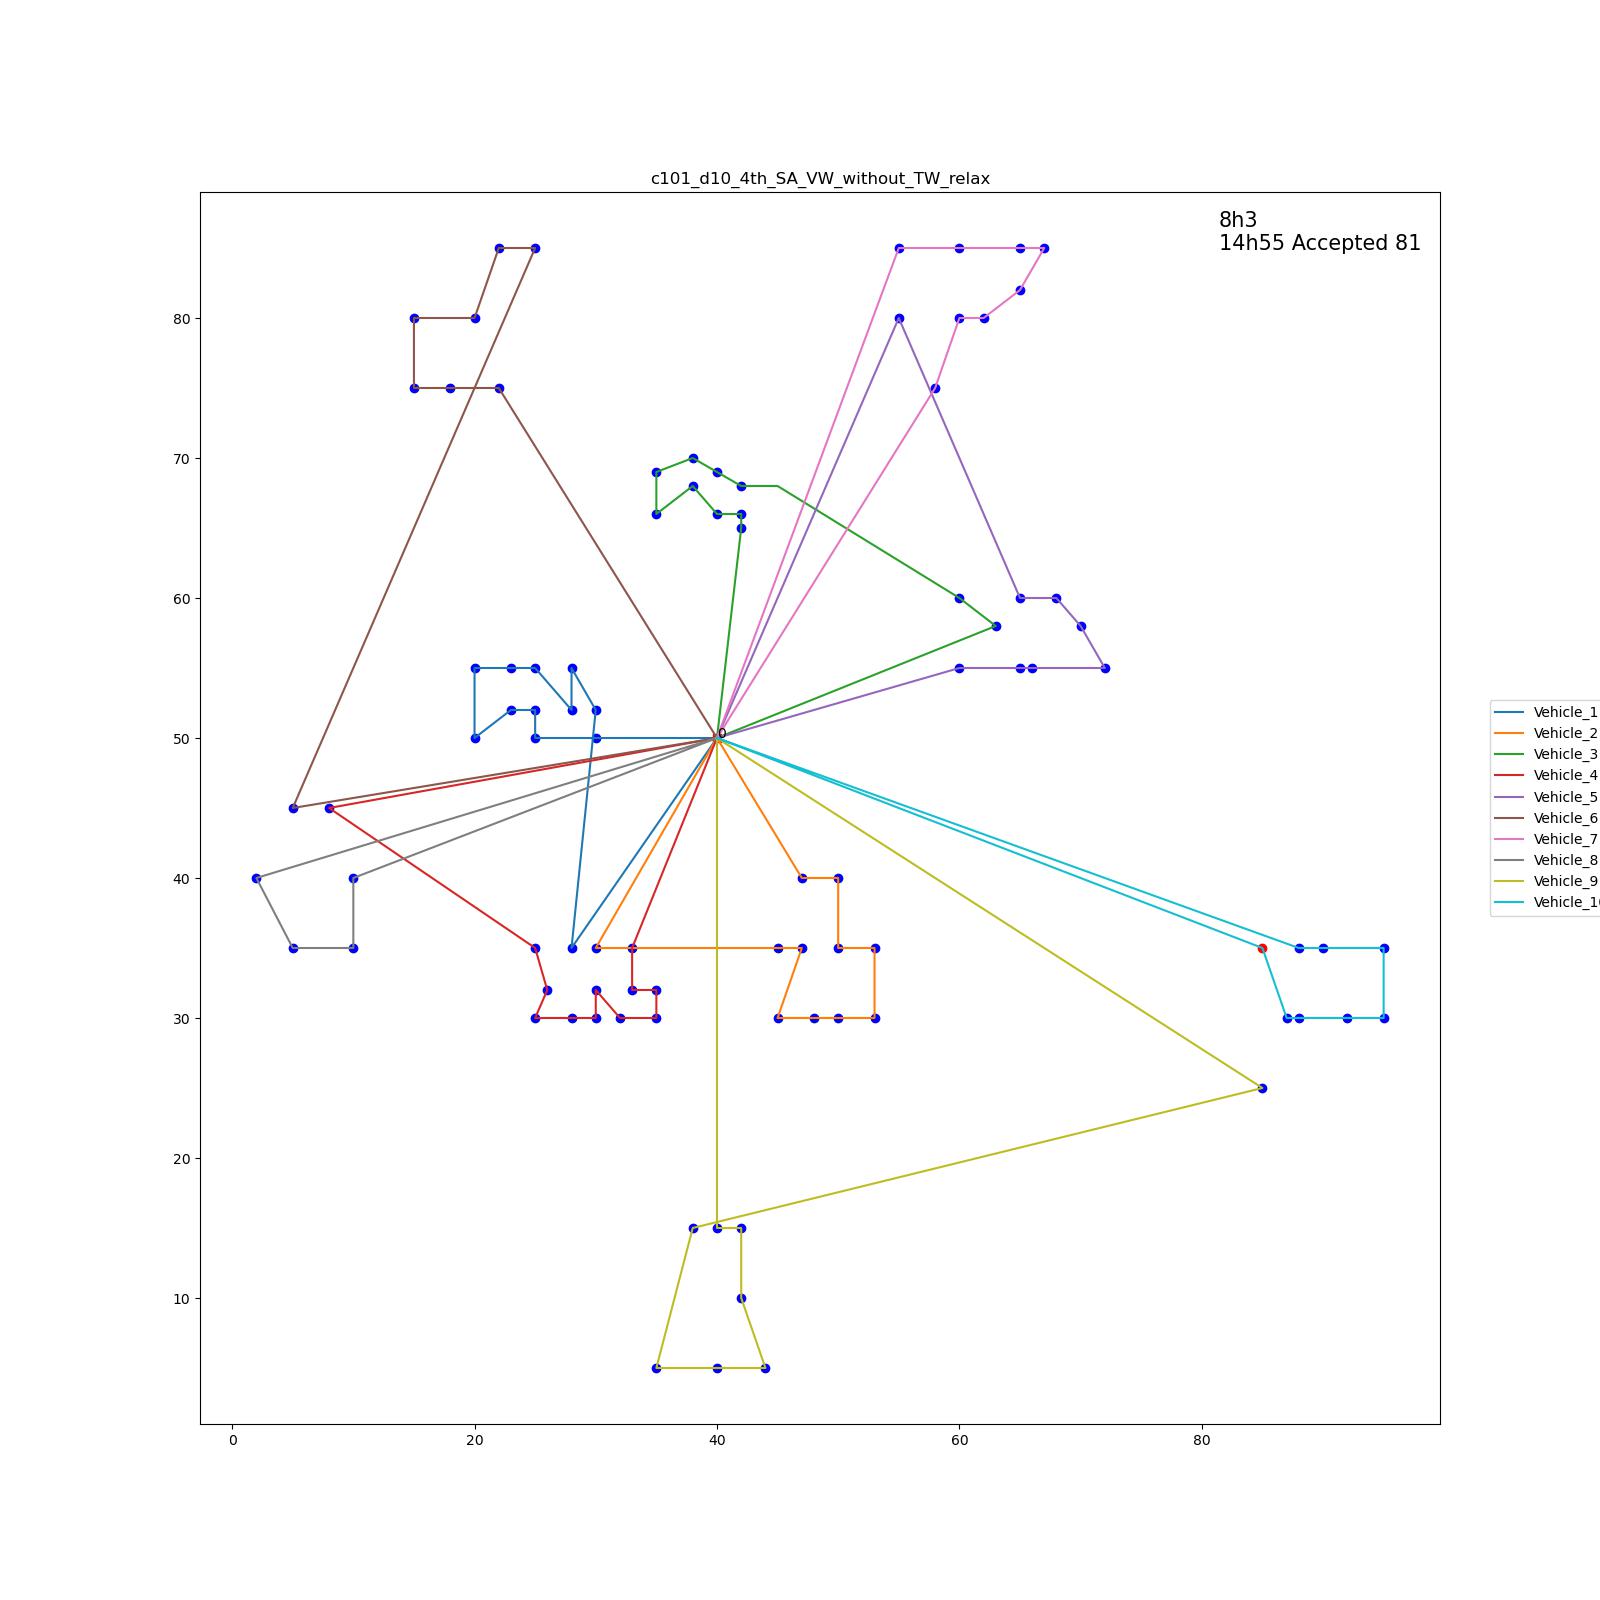 c101_d10_4th_SA_VW_without_TW_relax
8h3
14h55 Accepted 81
80
70
60
50
40
30
20
10
0
0
20
40
60
80
Vehicle_1
Vehicle_2
Vehicle_3
Vehicle_4
Vehicle_5
Vehicle_6
Vehicle_7
Vehicle_8
Vehicle_9
Vehicle_10